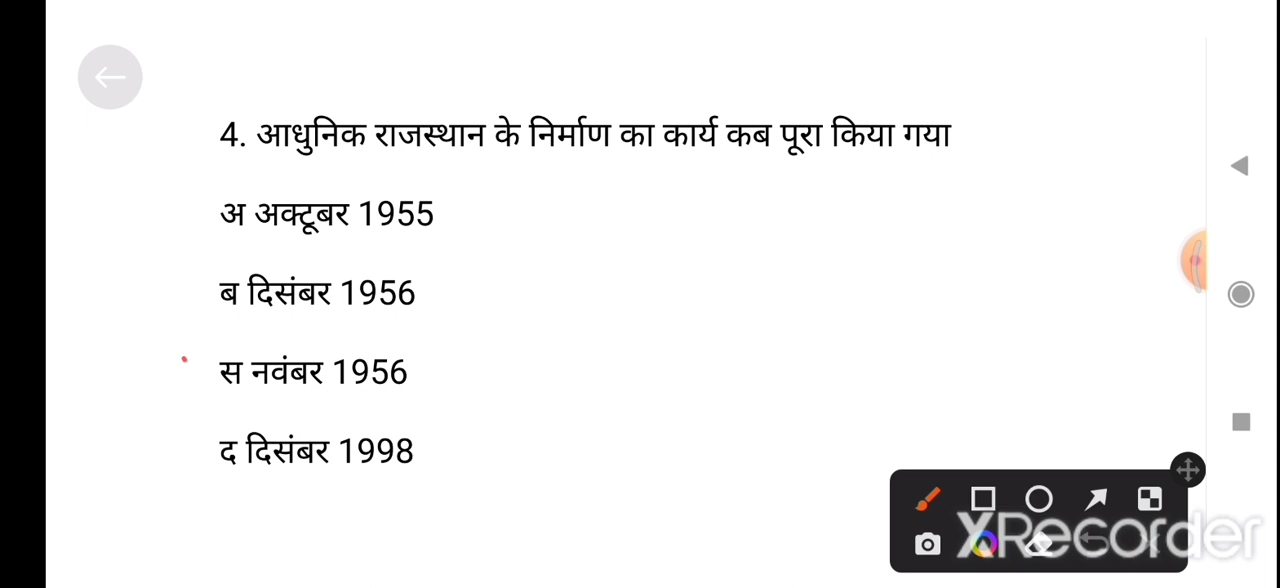 4. आधुनिक राजस्थान के निर्माण का कार्य कब पूरा किया गया
अ अक्टूबर 1955
ब दिसंबर 1956
स नवंबर 1956
द दिसंबर 1998
XRecorder